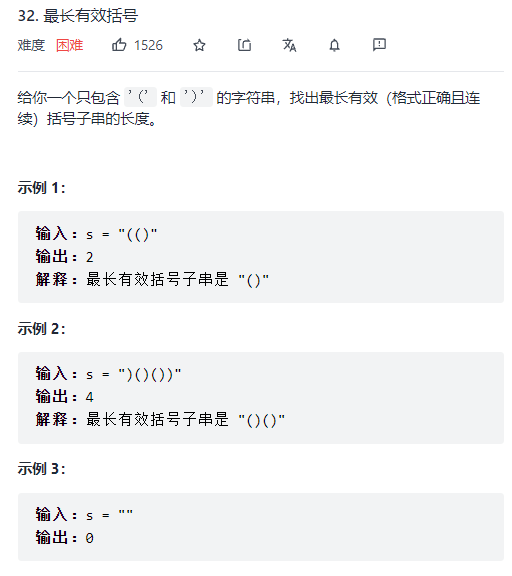 32. 最长有效括号
难度 困难 1526
给你一个只包含 '(' 和 ')' 的字符串，找出最长有效（格式正确且连
续）括号子串的长度。
示例 1：
输入：s = "(()"
输出：2
解释：最长有效括号子串是 "()"
示例 2：
输入：s = ")()())"
输出：4
解释：最长有效括号子串是 "()()"
示例 3：
输入：s = ""
输出：0